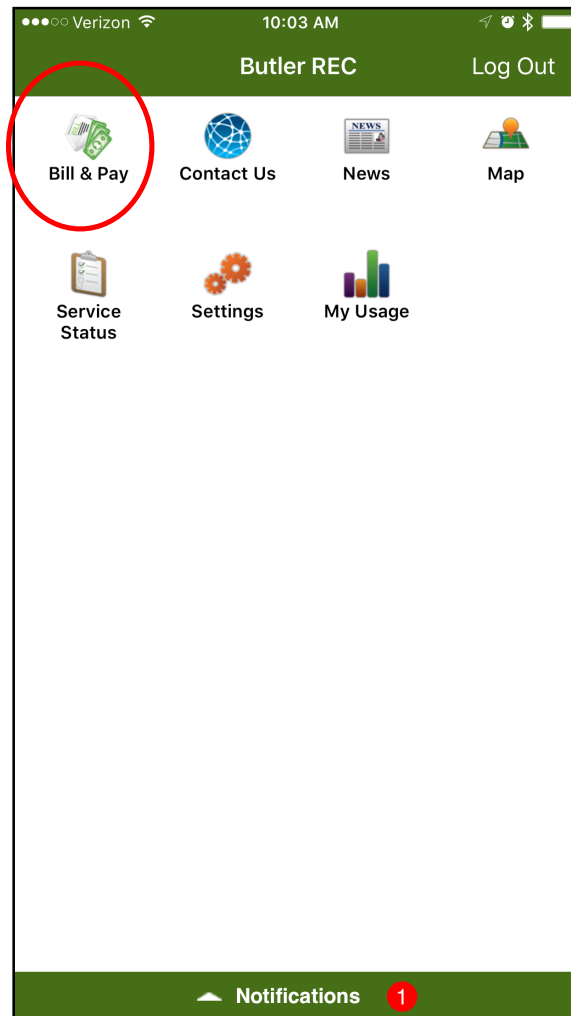 Verizon 10:03 AM
Butler REC Log Out
NEWS
Bill & Pay Contact Us News Map
Service Status Settings My Usage
Notifications 1